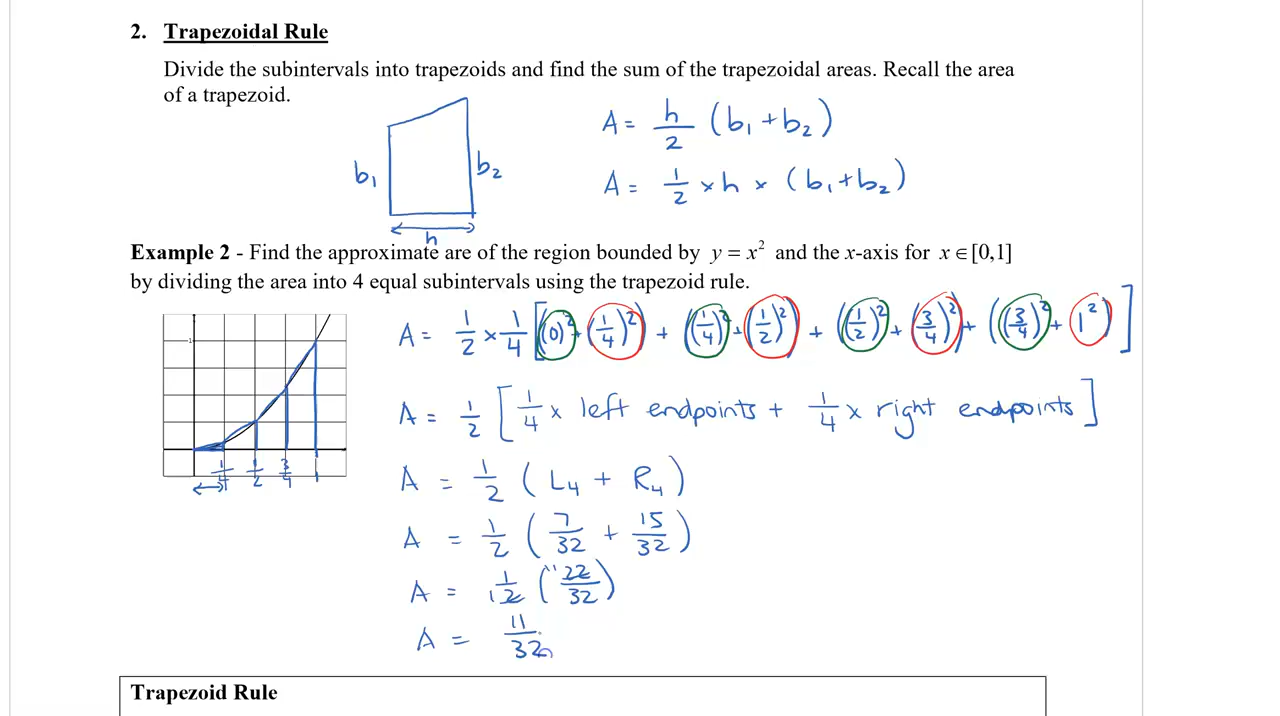 2. Trapezoidal Rule
Divide the subintervals into trapezoids and find the sum of the trapezoidal areas. Recall the area
of a trapezoid.
A = h/2 (b₁ + b₂)
b₁ b₂
A = 1/2 × h × (b₁ + b₂)
h
Example 2 - Find the approximate are of the region bounded by y = x² and the x-axis for x ∈ [0,1]
by dividing the area into 4 equal subintervals using the trapezoid rule.
A = 1/2 × 1/4 [((0)² + (1/4)²) + ((1/4)² + (1/2)²) + ((1/2)² + (3/4)²) + ((3/4)² + 1²)]
1
A = 1/2 [1/4 × left endpoints + 1/4 × right endpoints]
1/4 1/2 3/4 1
A = 1/2 (L₄ + R₄)
A = 1/2 (7/32 + 15/32)
A = 1/2 (22/32)
1 11
A = 11/32
Trapezoid Rule